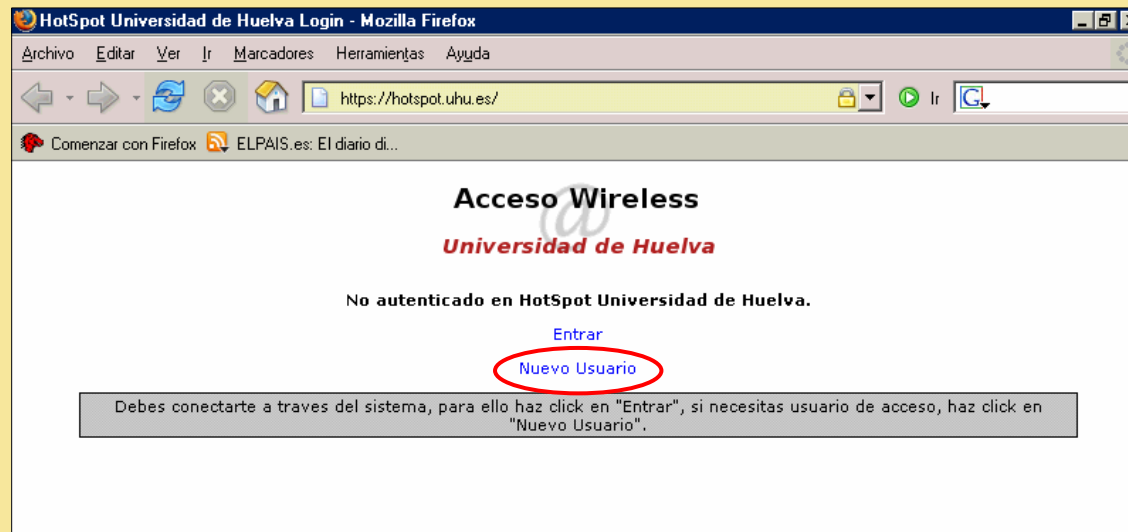 HotSpot Universidad de Huelva Login - Mozilla Firefox
Archivo Editar Ver Ir Marcadores Herramientas Ayuda
https://hotspot.uhu.es/ Ir G
Comenzar con Firefox ELPAIS.es: El diario di...
@
Acceso Wireless
Universidad de Huelva
No autenticado en HotSpot Universidad de Huelva.
Entrar
Nuevo Usuario
Debes conectarte a traves del sistema, para ello haz click en "Entrar", si necesitas usuario de acceso, haz click en
"Nuevo Usuario".